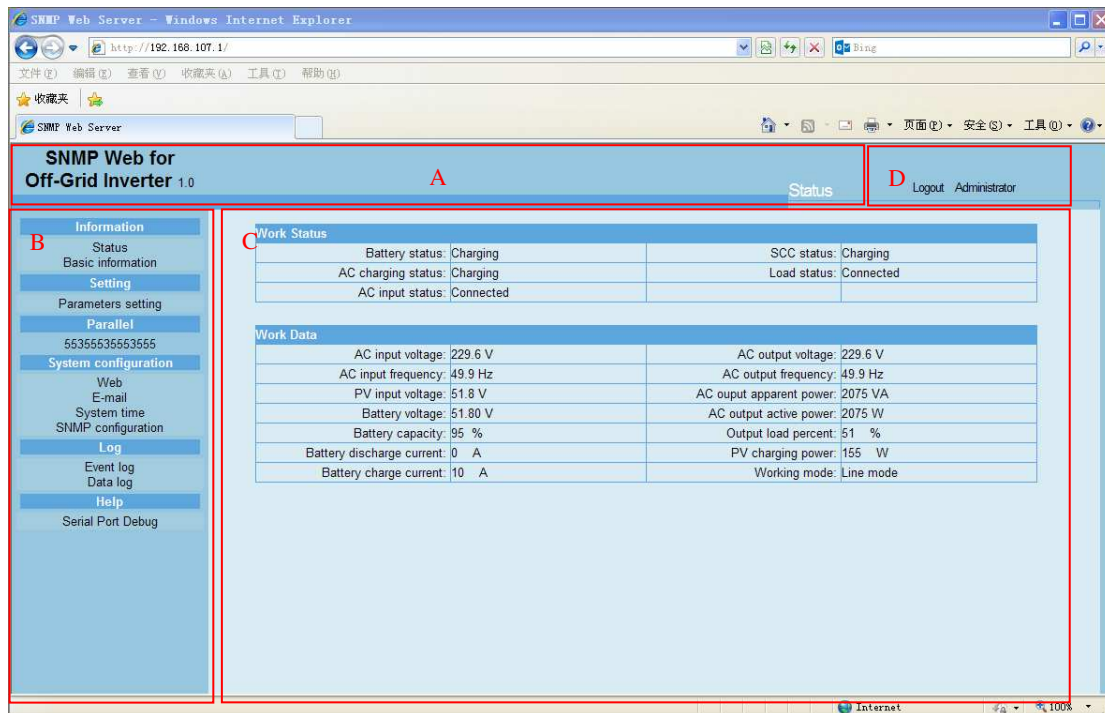 SNMP Web Server - Windows Internet Explorer
http://192.168.107.1/
Bing
文件(F) 编辑(E) 查看(V) 收藏夹(A) 工具(T) 帮助(H)
收藏夹
SNMP Web Server
页面(P) 安全(S) 工具(O)
SNMP Web for
Off-Grid Inverter 1.0
A
Status
D
Logout Administrator
B
Information
Status
Basic information
Setting
Parameters setting
Parallel
55355535553555
System configuration
Web
E-mail
System time
SNMP configuration
Log
Event log
Data log
Help
Serial Port Debug
C
Work Status
Battery status: Charging SCC status: Charging
AC charging status: Charging Load status: Connected
AC input status: Connected
Work Data
AC input voltage: 229.6 V AC output voltage: 229.6 V
AC input frequency: 49.9 Hz AC output frequency: 49.9 Hz
PV input voltage: 51.8 V AC ouput apparent power: 2075 VA
Battery voltage: 51.80 V AC output active power: 2075 W
Battery capacity: 95 % Output load percent: 51 %
Battery discharge current: 0 A PV charging power: 155 W
Battery charge current: 10 A Working mode: Line mode
Internet 100%